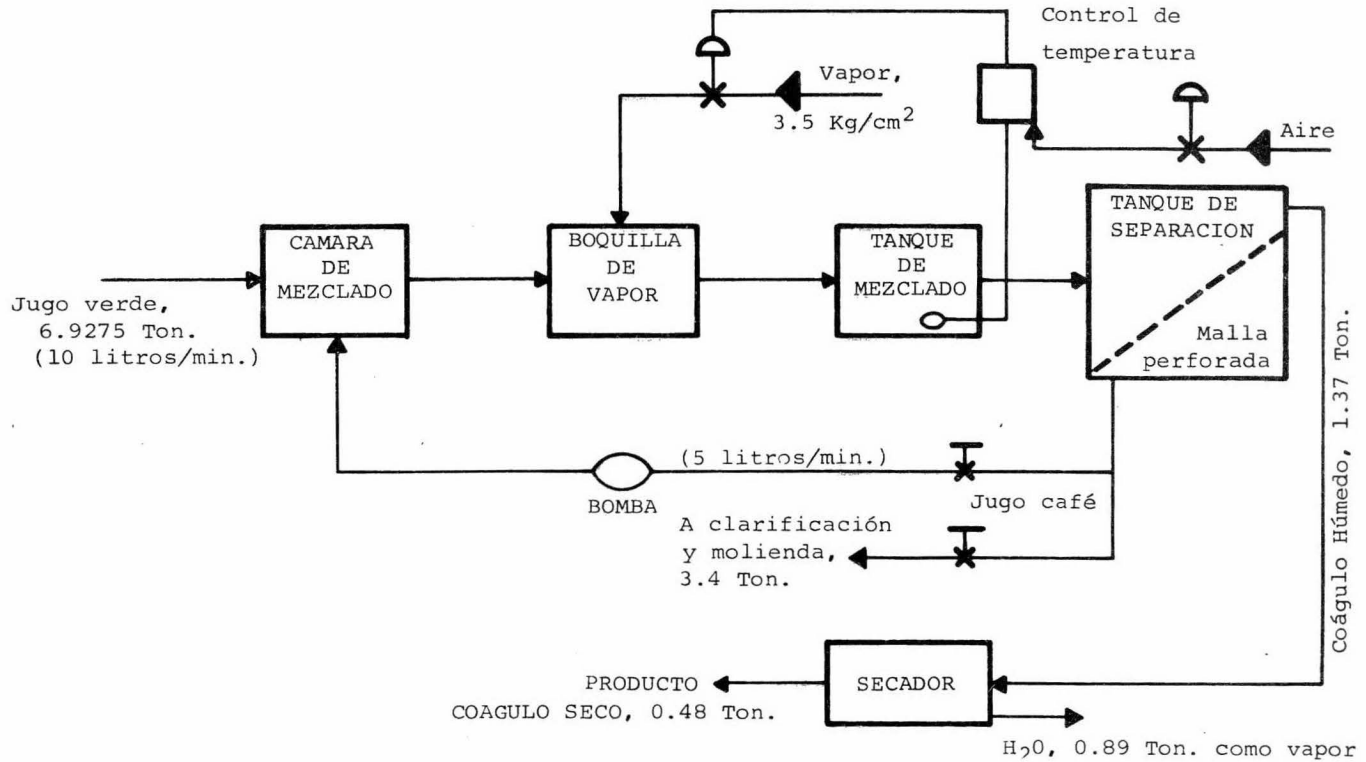 Control de
temperatura
Vapor,
3.5 Kg/cm²
Aire
CAMARA
DE
MEZCLADO
BOQUILLA
DE
VAPOR
TANQUE
DE
MEZCLADO
TANQUE DE
SEPARACION
Malla
perforada
Jugo verde,
6.9275 Ton.
(10 litros/min.)
(5 litros/min.)
BOMBA
Jugo café
A clarificación
y molienda,
3.4 Ton.
Coágulo Húmedo, 1.37 Ton.
SECADOR
PRODUCTO
COAGULO SECO, 0.48 Ton.
H₂0, 0.89 Ton. como vapor